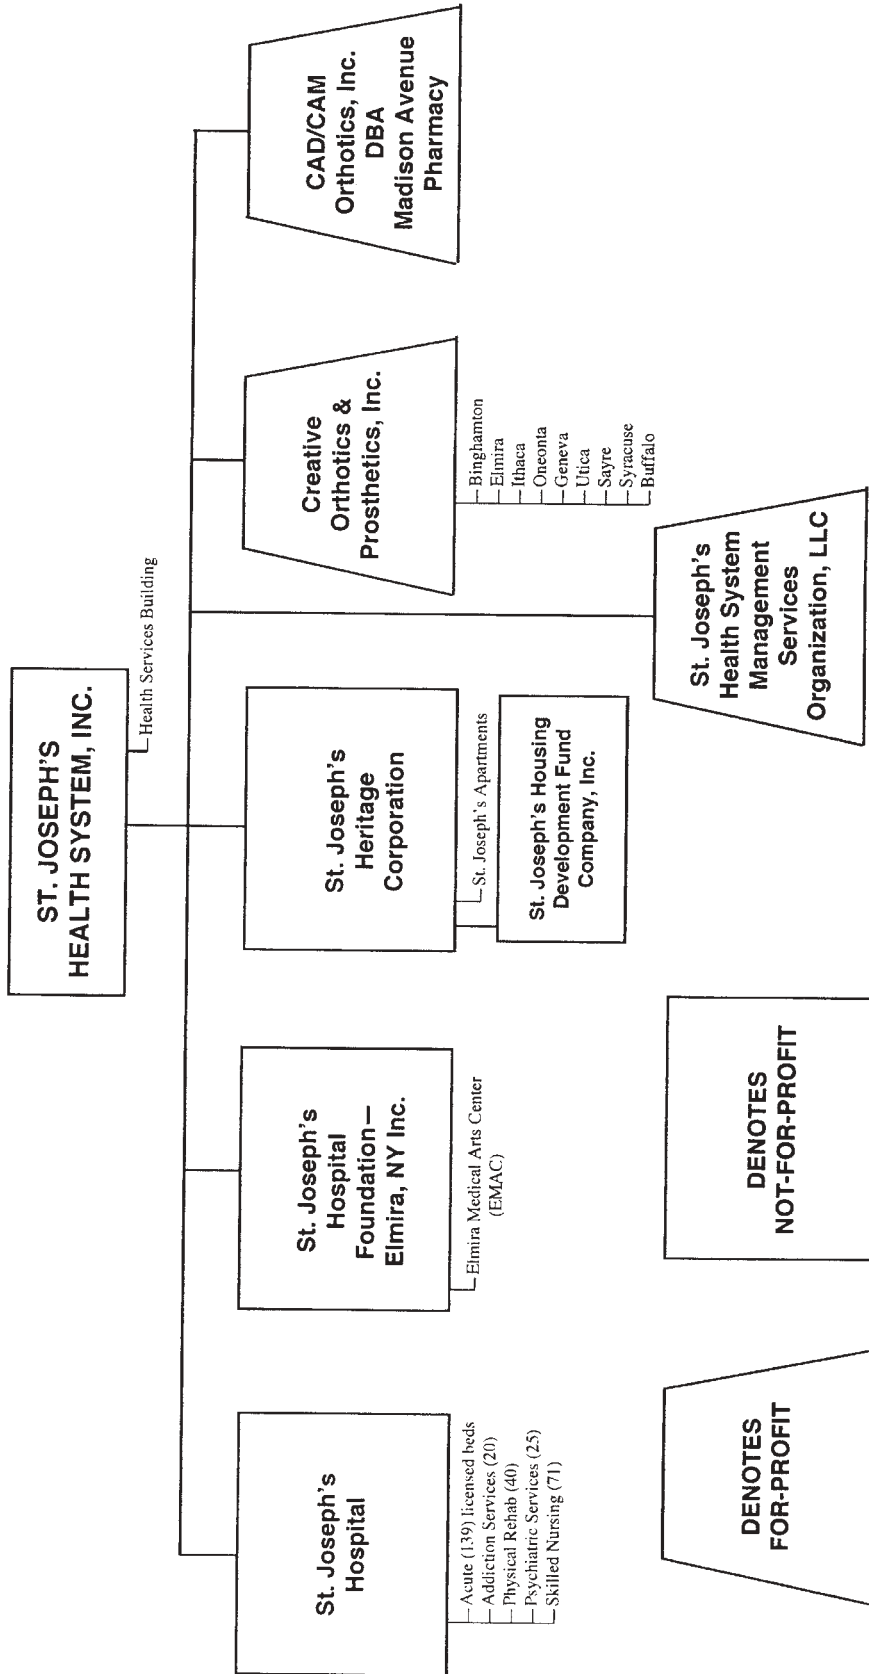 ST. JOSEPH'S
HEALTH SYSTEM, INC.
Health Services Building
St. Joseph's
Hospital
Acute (139) licensed beds
Addiction Services (20)
Physical Rehab (40)
Psychiatric Services (25)
Skilled Nursing (71)
St. Joseph's
Hospital
Foundation—
Elmira, NY Inc.
Elmira Medical Arts Center
(EMAC)
St. Joseph's
Heritage
Corporation
St. Joseph's Apartments
St. Joseph's Housing
Development Fund
Company, Inc.
Creative
Orthotics &
Prosthetics, Inc.
Binghamton
Elmira
Ithaca
Oneonta
Geneva
Utica
Sayre
Syracuse
Buffalo
CAD/CAM
Orthotics, Inc.
DBA
Madison Avenue
Pharmacy
St. Joseph's
Health System
Management
Services
Organization, LLC
DENOTES
FOR-PROFIT
DENOTES
NOT-FOR-PROFIT